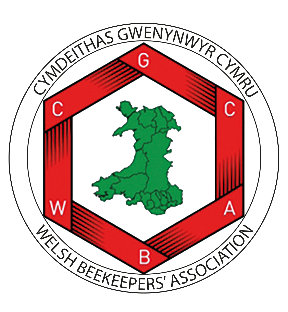 CYMDEITHAS GWENYNWYR CYMRU
G
C C
W A
B
WELSH BEEKEEPERS' ASSOCIATION